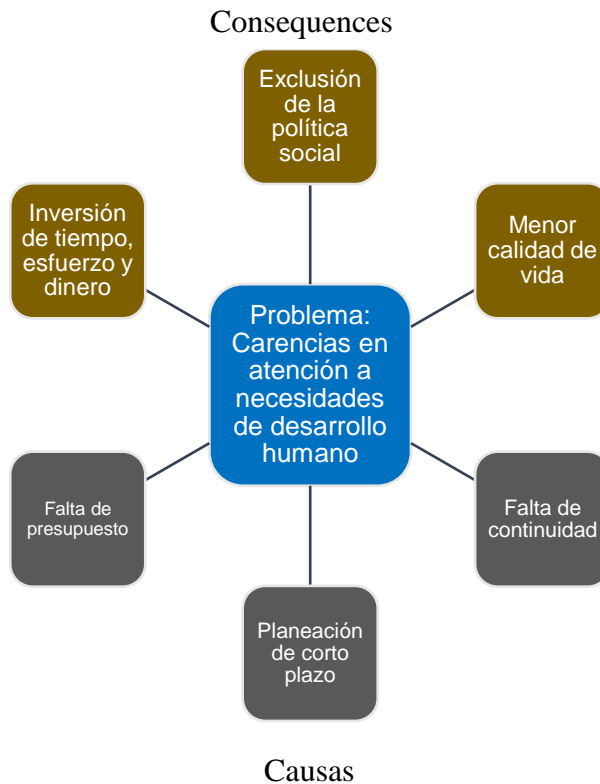 Consequences
Exclusión
de la
política
social
Inversión
de tiempo,
esfuerzo y
dinero
Menor
calidad de
vida
Problema:
Carencias en
atención a
necesidades
de desarrollo
humano
Falta de
presupuesto
Falta de
continuidad
Planeación
de corto
plazo
Causas